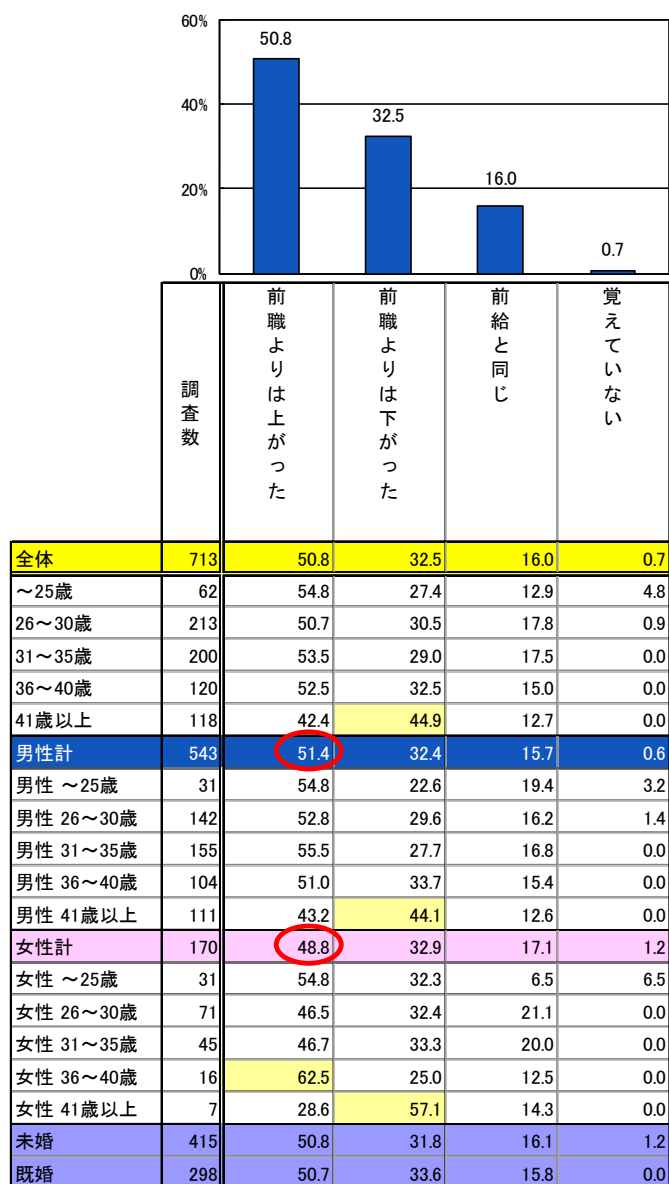 60%
50.8
40%
32.5
20%
16.0
0.7
0%
調査数
前職よりは上がった
前職よりは下がった
前給と同じ
覚えていない
全体 713 50.8 32.5 16.0 0.7
～25歳 62 54.8 27.4 12.9 4.8
26～30歳 213 50.7 30.5 17.8 0.9
31～35歳 200 53.5 29.0 17.5 0.0
36～40歳 120 52.5 32.5 15.0 0.0
41歳以上 118 42.4 44.9 12.7 0.0
男性計 543 51.4 32.4 15.7 0.6
男性 ～25歳 31 54.8 22.6 19.4 3.2
男性 26～30歳 142 52.8 29.6 16.2 1.4
男性 31～35歳 155 55.5 27.7 16.8 0.0
男性 36～40歳 104 51.0 33.7 15.4 0.0
男性 41歳以上 111 43.2 44.1 12.6 0.0
女性計 170 48.8 32.9 17.1 1.2
女性 ～25歳 31 54.8 32.3 6.5 6.5
女性 26～30歳 71 46.5 32.4 21.1 0.0
女性 31～35歳 45 46.7 33.3 20.0 0.0
女性 36～40歳 16 62.5 25.0 12.5 0.0
女性 41歳以上 7 28.6 57.1 14.3 0.0
未婚 415 50.8 31.8 16.1 1.2
既婚 298 50.7 33.6 15.8 0.0